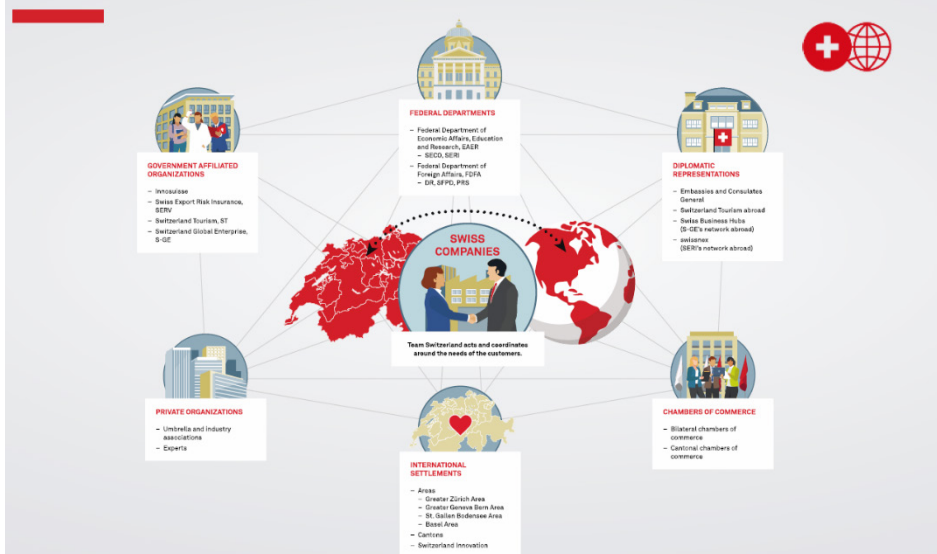 FEDERAL DEPARTMENTS
– Federal Department of
Economic Affairs, Education
and Research, EAER
– SECO, SERI
– Federal Department of
Foreign Affairs, FDFA
– DR, SFPD, PRS
GOVERNMENT AFFILIATED
ORGANIZATIONS
– Innosuisse
– Swiss Export Risk Insurance,
SERV
– Switzerland Tourism, ST
– Switzerland Global Enterprise,
S-GE
DIPLOMATIC
REPRESENTATIONS
– Embassies and Consulates
General
– Switzerland Tourism abroad
– Swiss Business Hubs
(S-GE's network abroad)
– swissnex
(SERI's network abroad)
SWISS
COMPANIES
Team Switzerland acts and coordinates
around the needs of the customers.
PRIVATE ORGANIZATIONS
– Umbrella and industry
associations
– Experts
INTERNATIONAL
SETTLEMENTS
– Areas
– Greater Zürich Area
– Greater Geneva Bern Area
– St. Gallen Bodensee Area
– Basel Area
– Cantons
– Switzerland Innovation
CHAMBERS OF COMMERCE
– Bilateral chambers of
commerce
– Cantonal chambers of
commerce